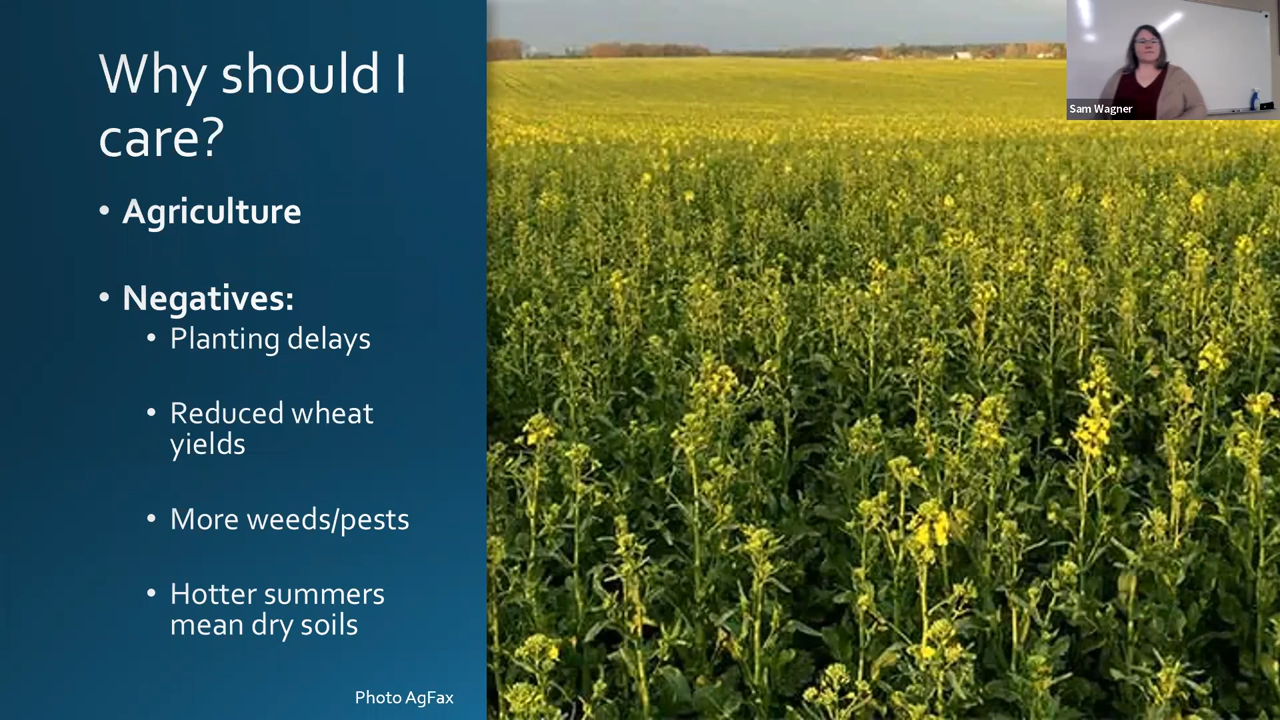 Why should I
care?
• Agriculture
• Negatives:
• Planting delays
• Reduced wheat
yields
• More weeds/pests
• Hotter summers
mean dry soils
Photo AgFax
Sam Wagner